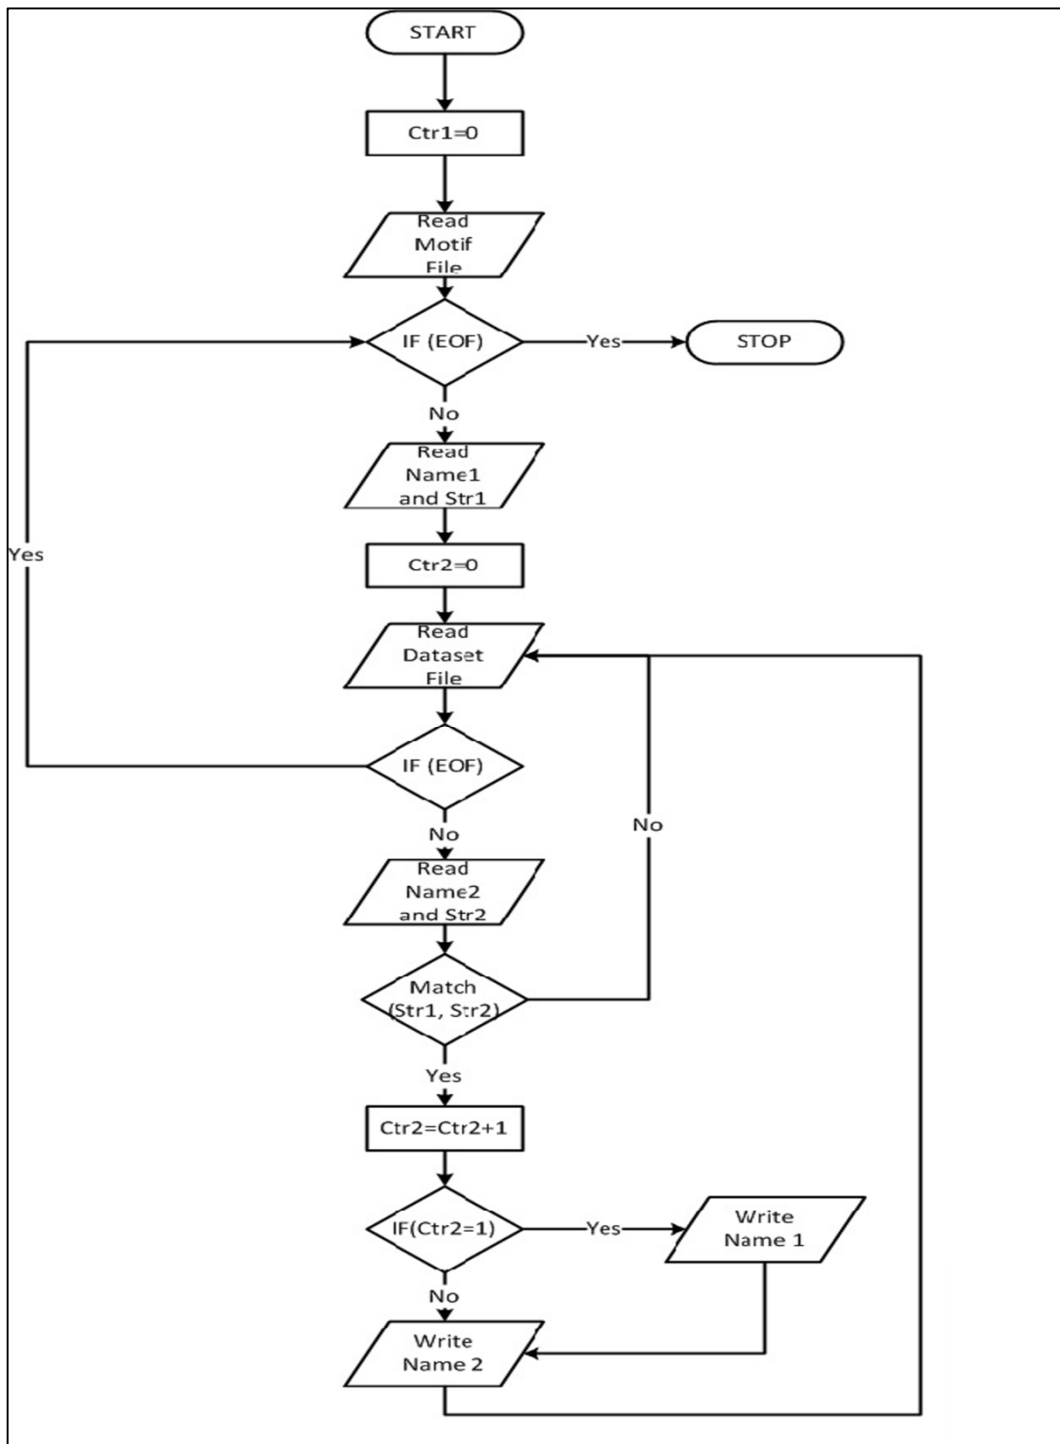 START
Ctr1=0
Read
Motif
File
IF (EOF)
Yes
STOP
No
Read
Name1
and Str1
Yes
Ctr2=0
Read
Dataset
File
IF (EOF)
No
No
Read
Name2
and Str2
Match
(Str1, Str2)
Yes
Ctr2=Ctr2+1
IF(Ctr2=1)
Yes
Write
Name 1
No
Write
Name 2